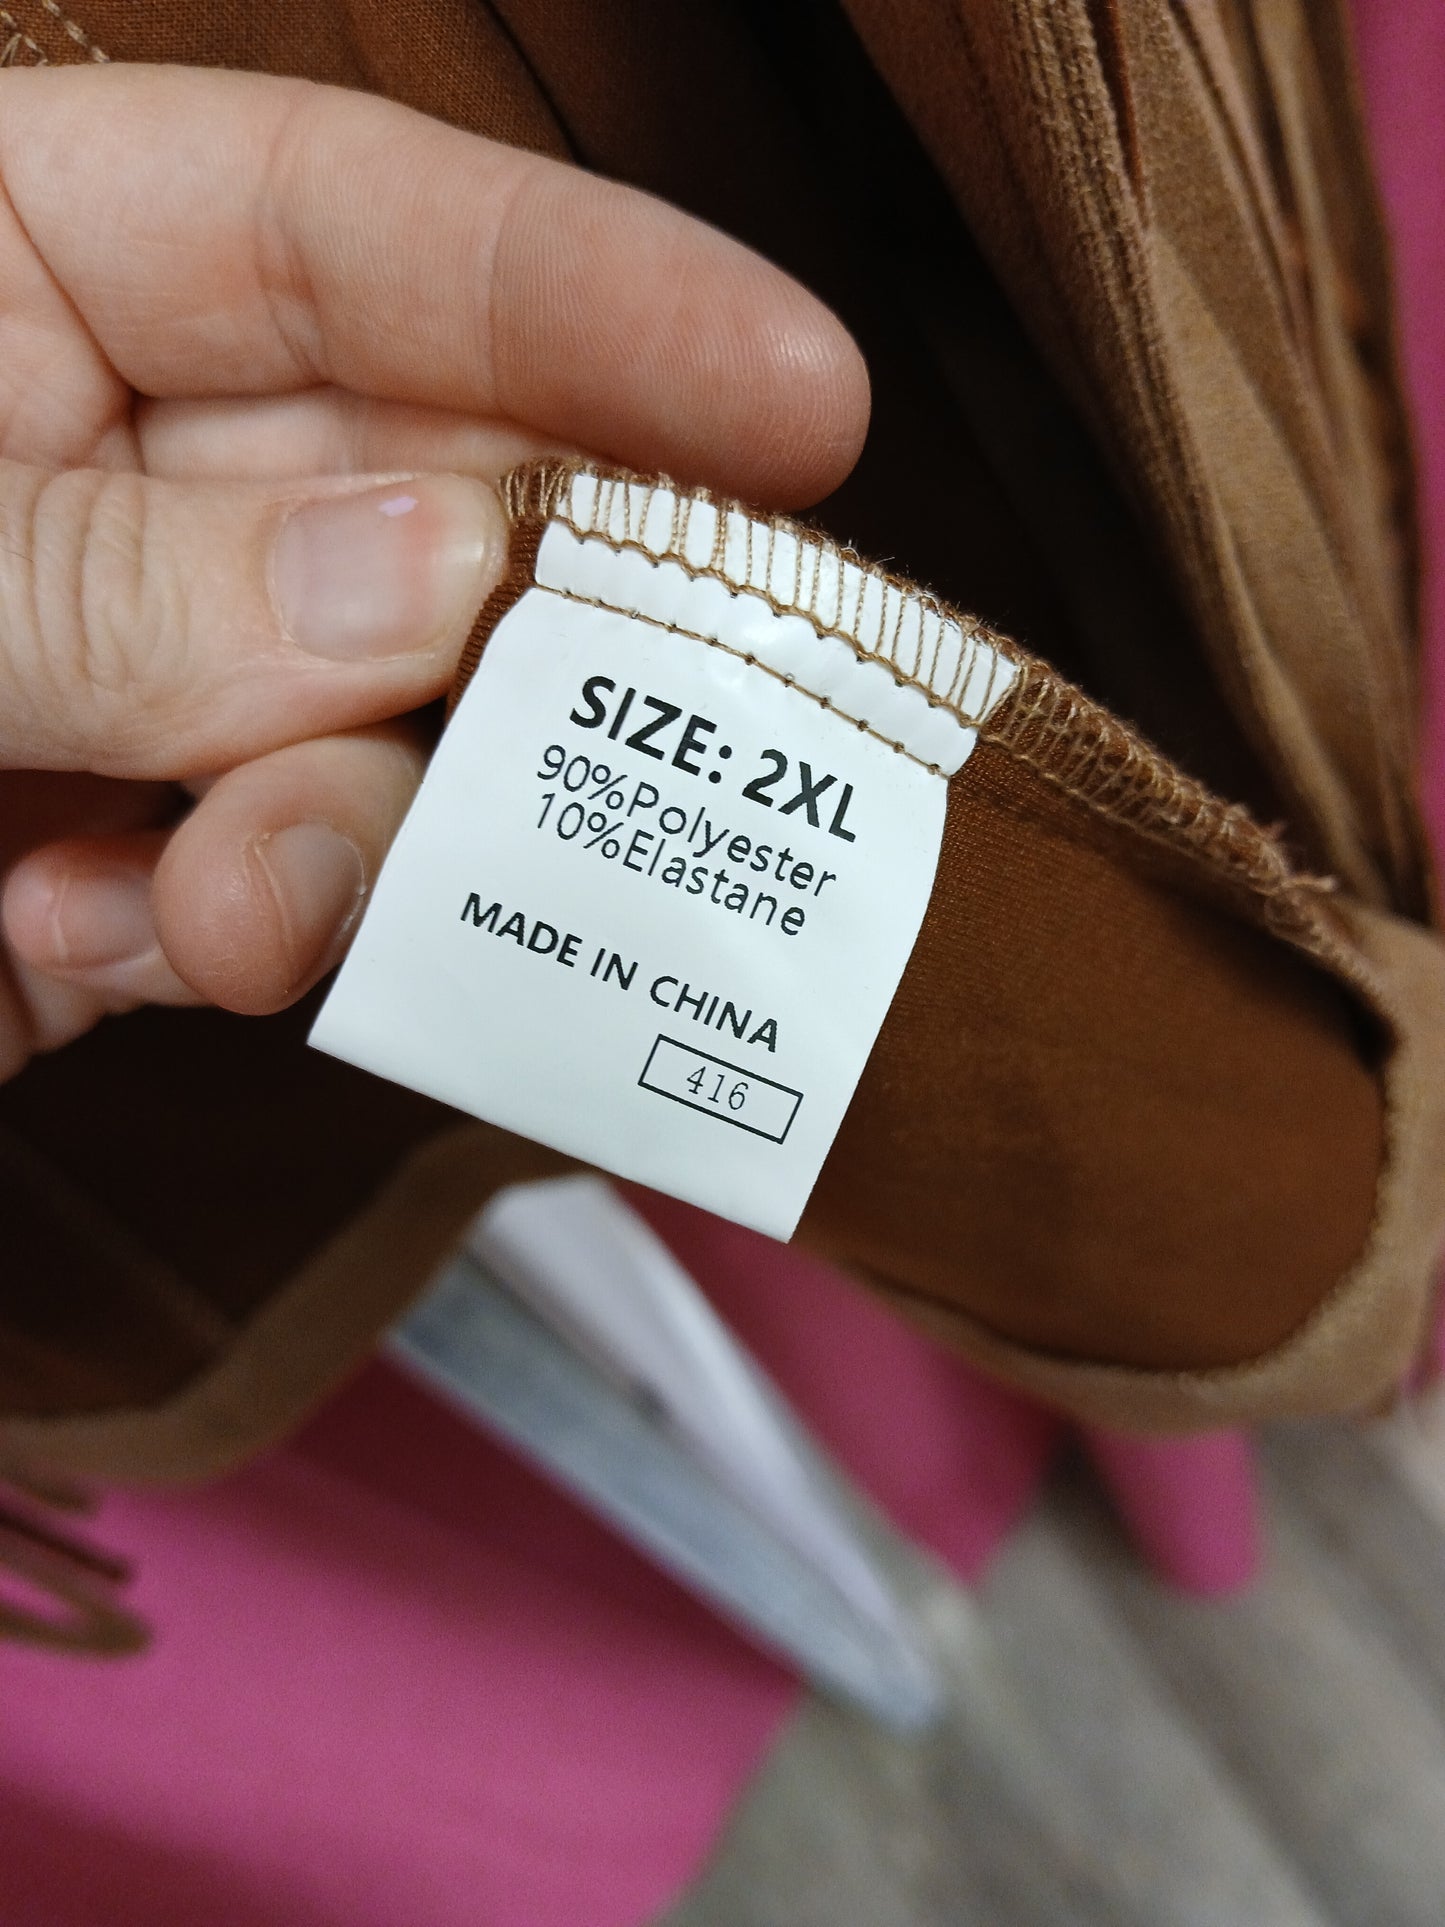 SIZE: 2XL
90%Polyester
10%Elastane
MADE IN CHINA
416